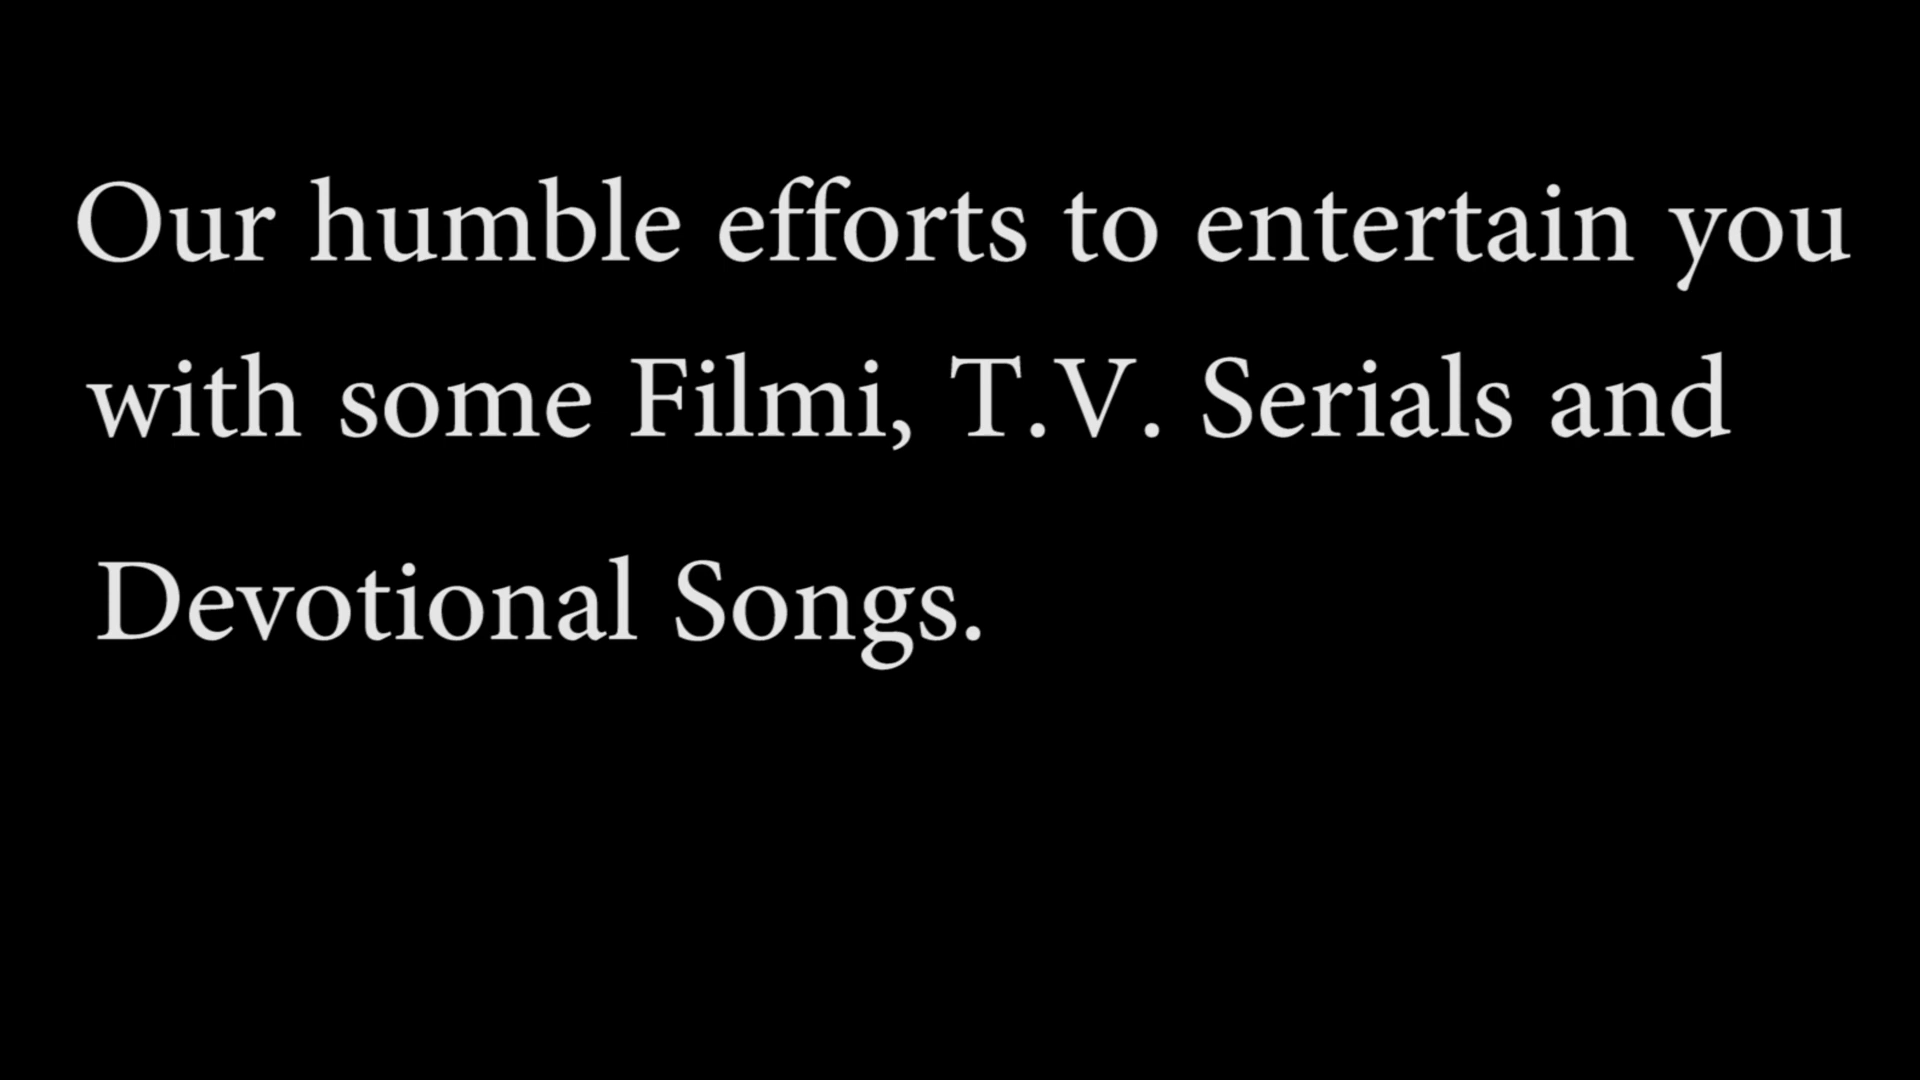 Our humble efforts to entertain you
with some Filmi, T.V. Serials and
Devotional Songs.